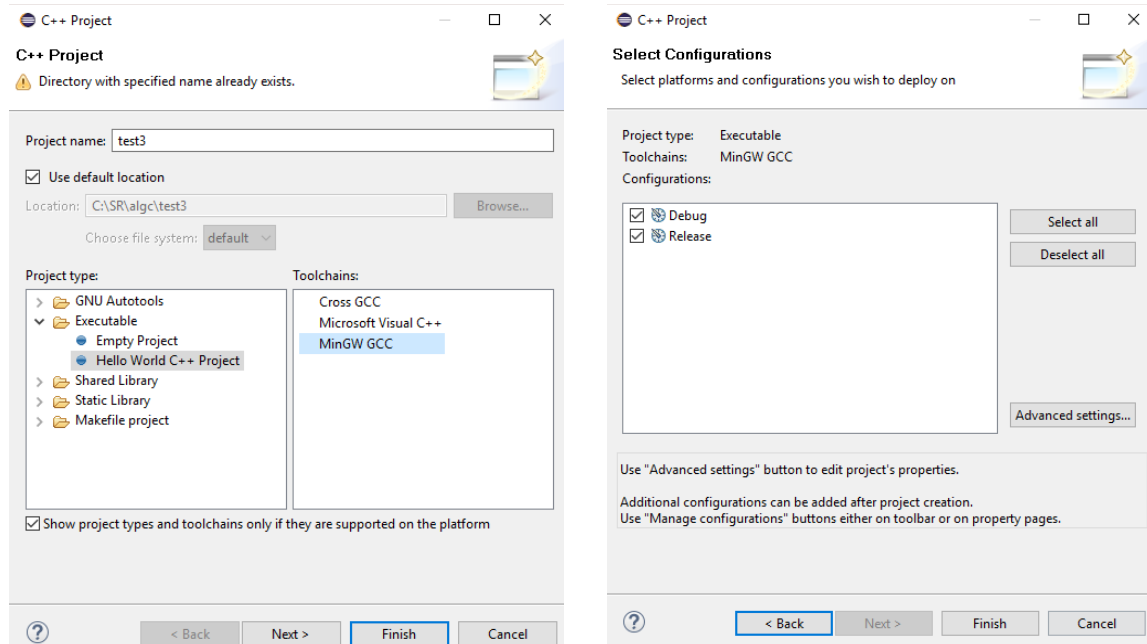 C++ Project
C++ Project
Directory with specified name already exists.
Project name: test3
Use default location
Location: C:\SR\algc\test3 Browse...
Choose file system: default
Project type: Toolchains:
GNU Autotools
Executable
Empty Project
Hello World C++ Project
Shared Library
Static Library
Makefile project
Cross GCC
Microsoft Visual C++
MinGW GCC
Show project types and toolchains only if they are supported on the platform
? < Back Next > Finish Cancel
C++ Project
Select Configurations
Select platforms and configurations you wish to deploy on
Project type: Executable
Toolchains: MinGW GCC
Configurations:
Debug
Release
Select all
Deselect all
Advanced settings...
Use "Advanced settings" button to edit project's properties.
Additional configurations can be added after project creation.
Use "Manage configurations" buttons either on toolbar or on property pages.
? < Back Next > Finish Cancel